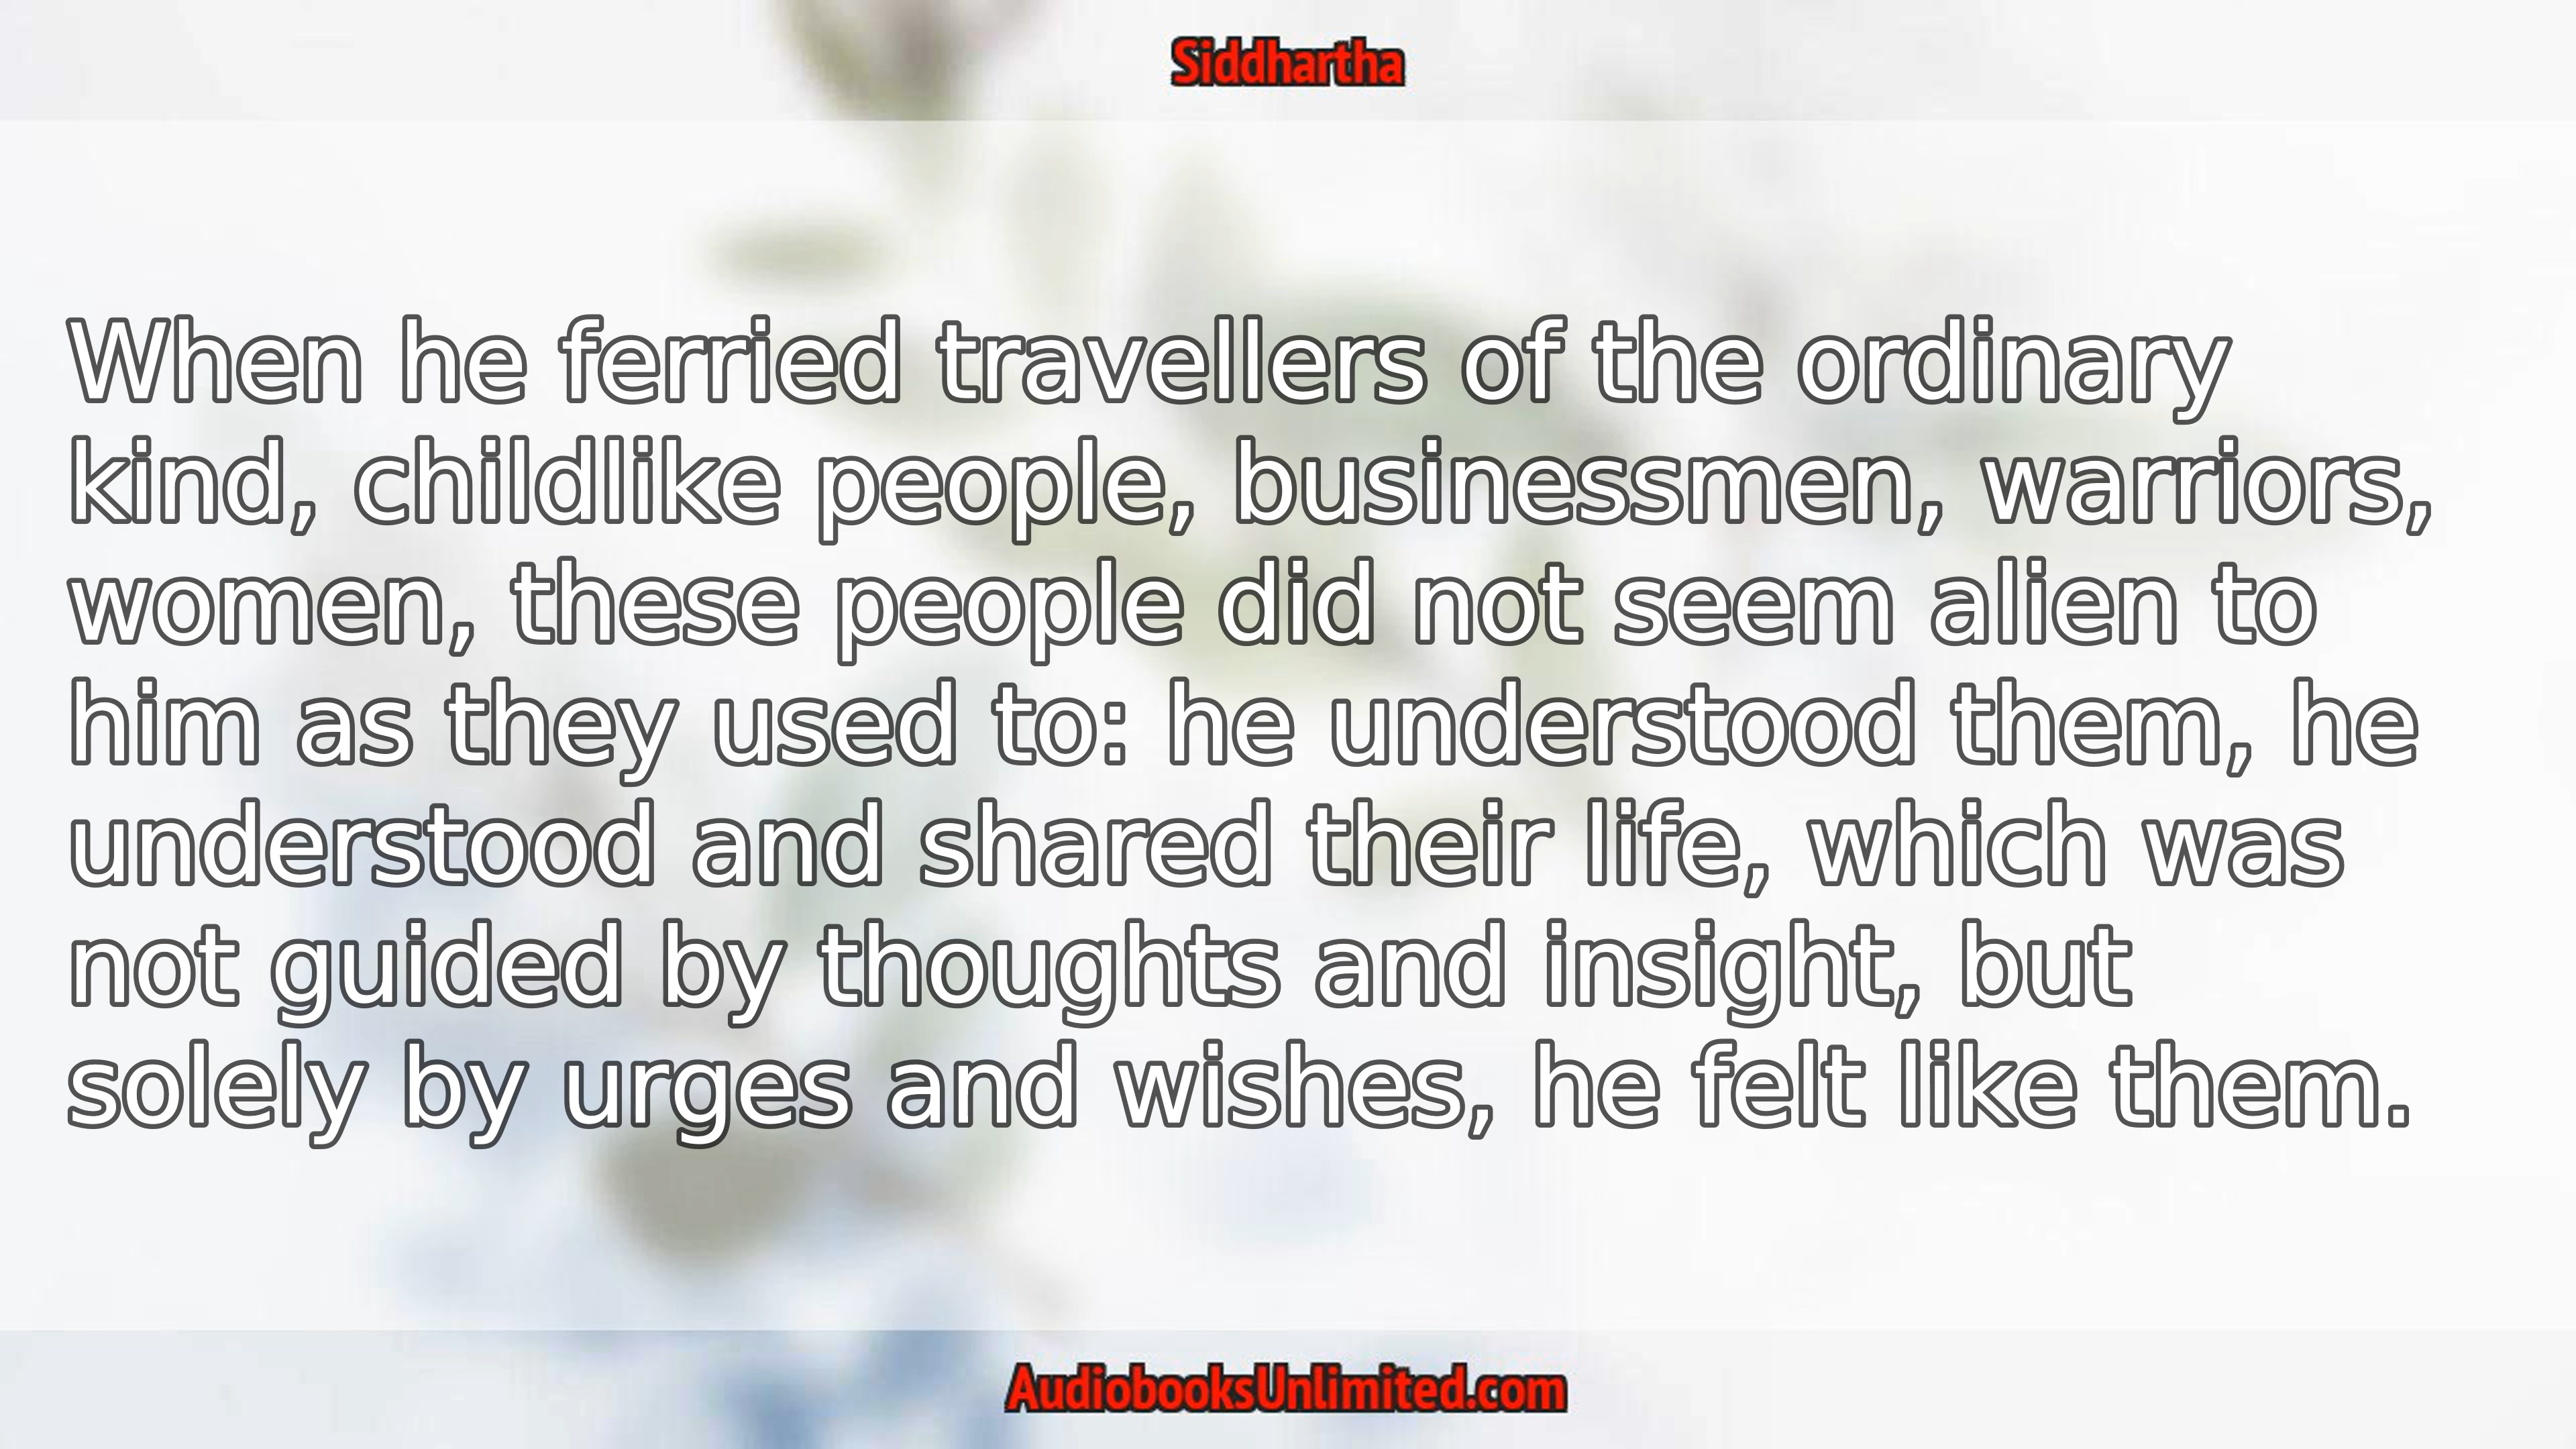 Siddhartha
When he ferried travellers of the ordinary
kind, childlike people, businessmen, warriors,
women, these people did not seem alien to
him as they used to: he understood them, he
understood and shared their life, which was
not guided by thoughts and insight, but
solely by urges and wishes, he felt like them.
AudiobooksUnlimited.com